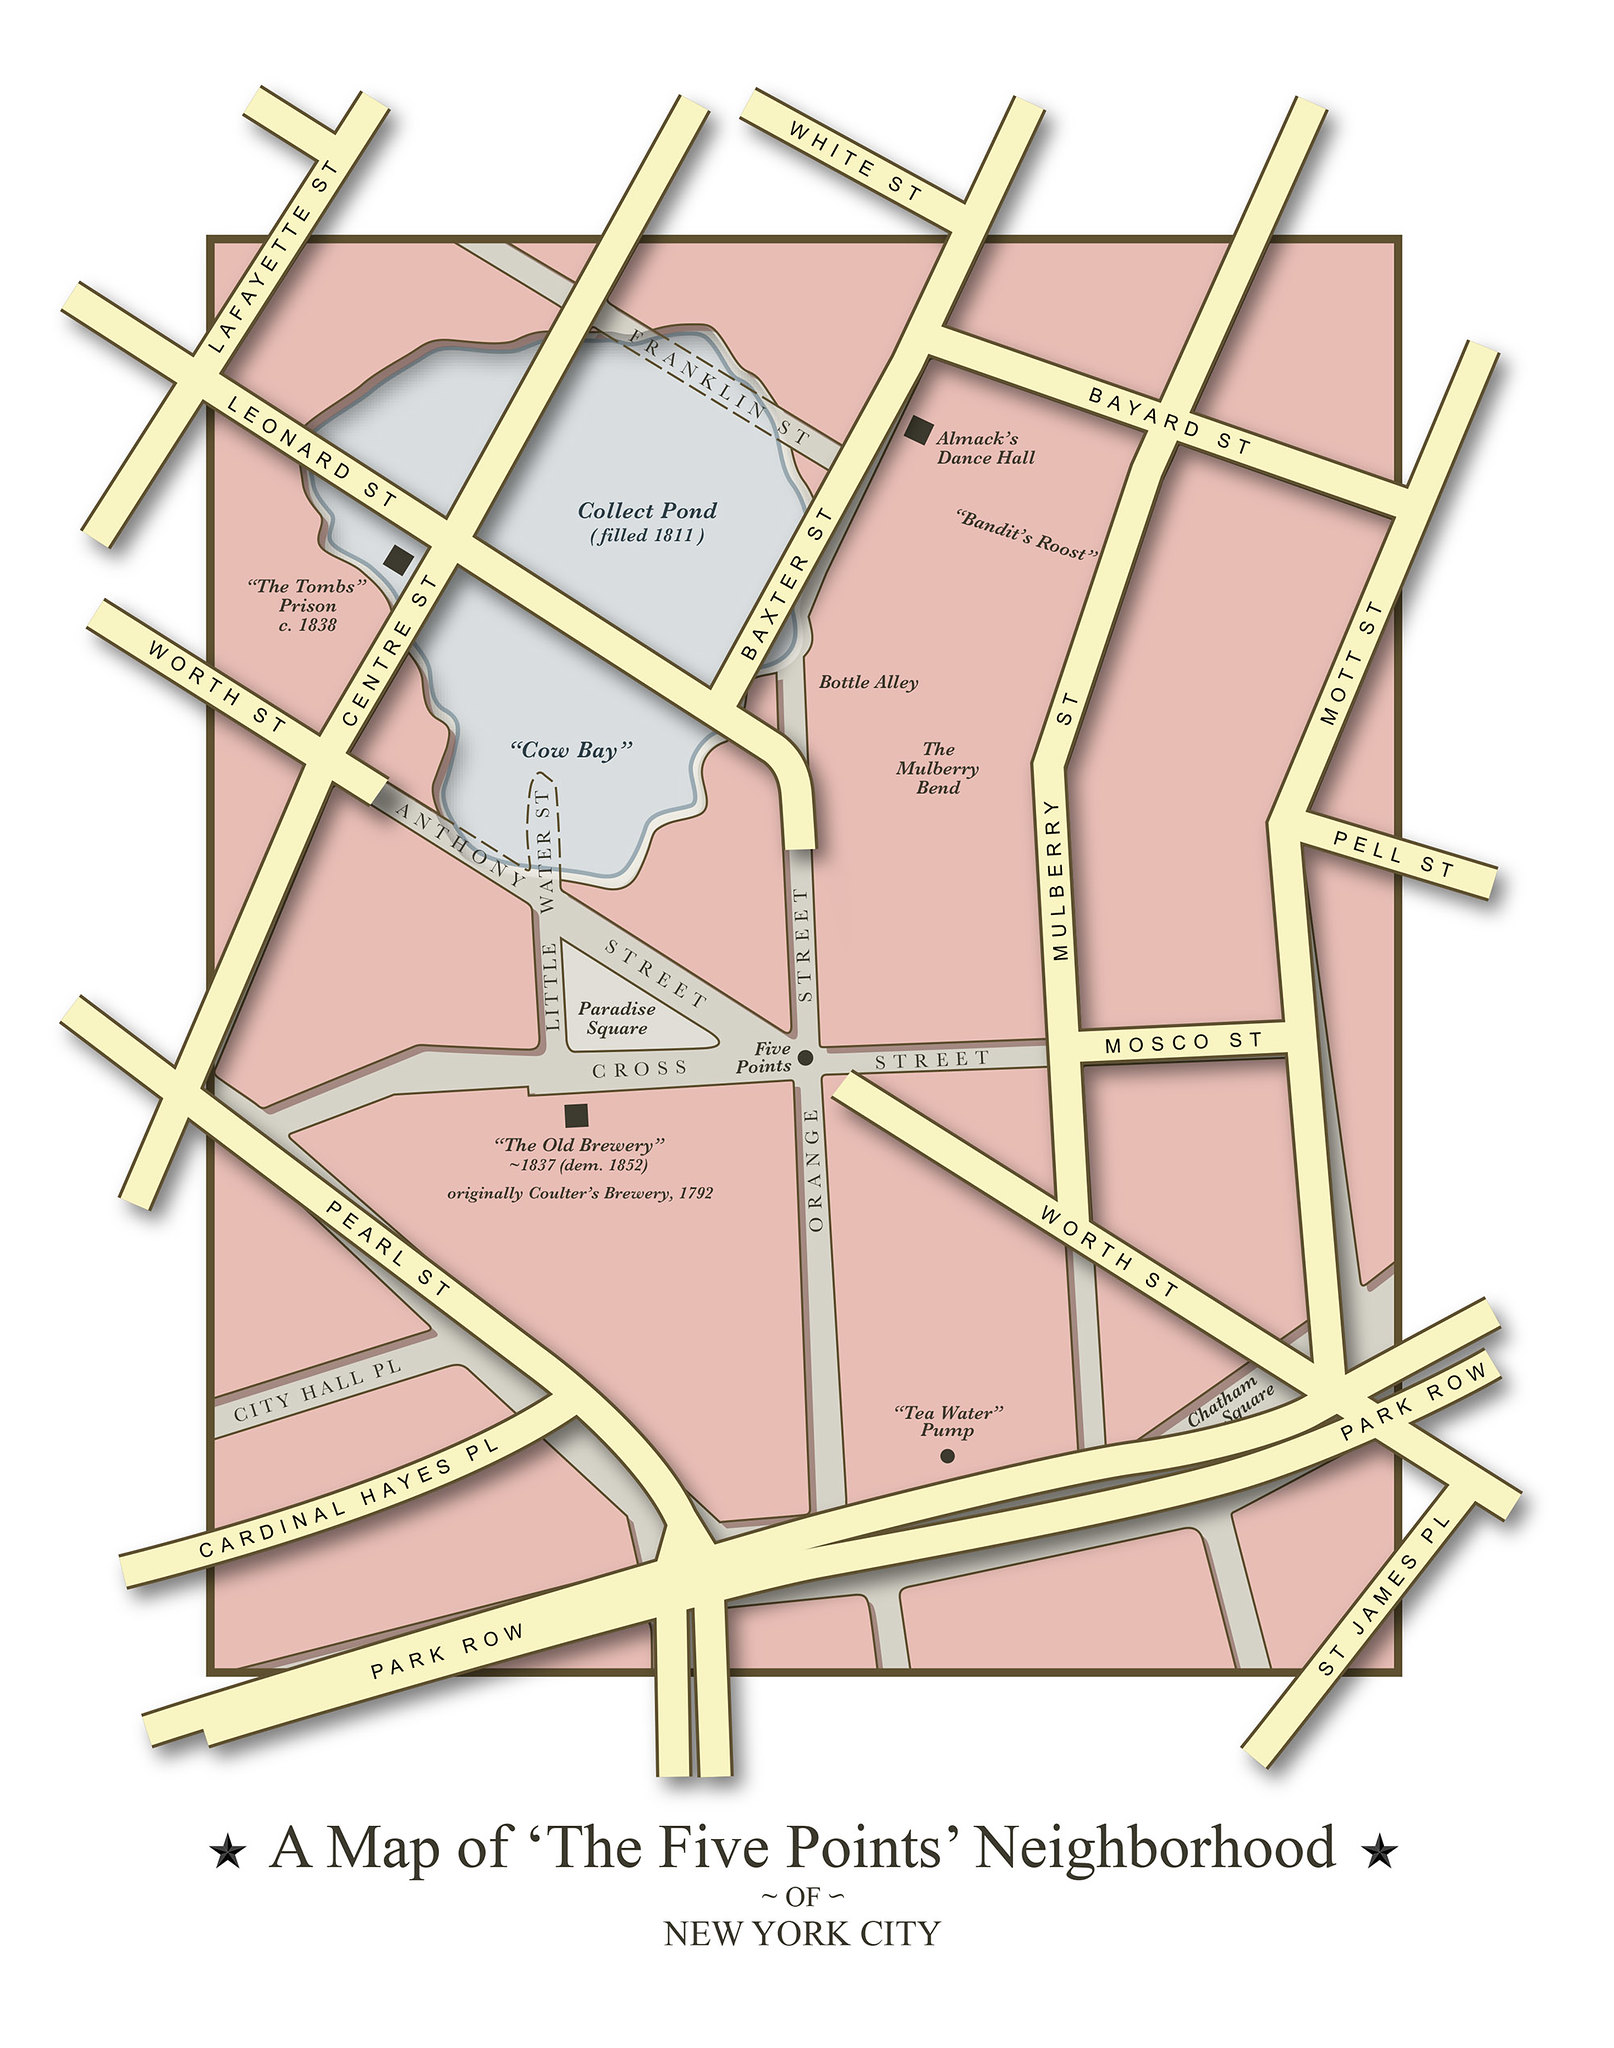 WHITE ST
LAFAYETTE ST
FRANKLIN ST
LEONARD ST
BAYARD ST
Almack's
Dance Hall
Collect Pond
(filled 1811)
"Bandit's Roost"
BAXTER ST
"The Tombs"
Prison
c. 1838
CENTRE ST
WORTH ST
MOTT ST
Bottle Alley
"Cow Bay"
The
Mulberry
Bend
MULBERRY ST
ANTHONY STREET
LITTLE WATER ST
PELL ST
Paradise
Square
ORANGE STREET
Five
Points
CROSS STREET
MOSCO ST
"The Old Brewery"
~1837 (dem. 1852)
originally Coulter's Brewery, 1792
PEARL ST
WORTH ST
CITY HALL PL
Chatham
Square
"Tea Water"
Pump
PARK ROW
CARDINAL HAYES PL
ST JAMES PL
PARK ROW
A Map of ‘The Five Points’ Neighborhood
~ OF ~
NEW YORK CITY